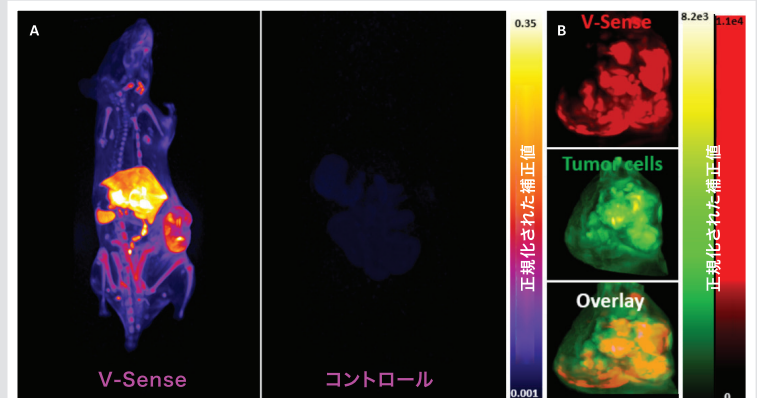 A
V-Sense
コントロール
0.35
正規化された補正値
0.001
B
V-Sense
Tumor cells
Overlay
8.2e3
1.1e4
正規化された補正値
0